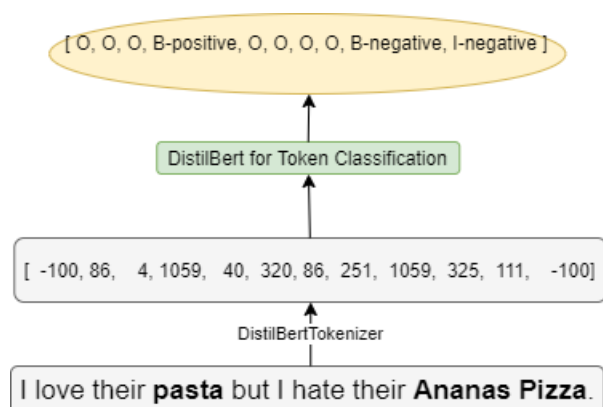 [ O, O, O, B-positive, O, O, O, O, B-negative, I-negative ]
DistilBert for Token Classification
[ -100, 86, 4, 1059, 40, 320, 86, 251, 1059, 325, 111, -100]
DistilBertTokenizer
I love their pasta but I hate their Ananas Pizza.